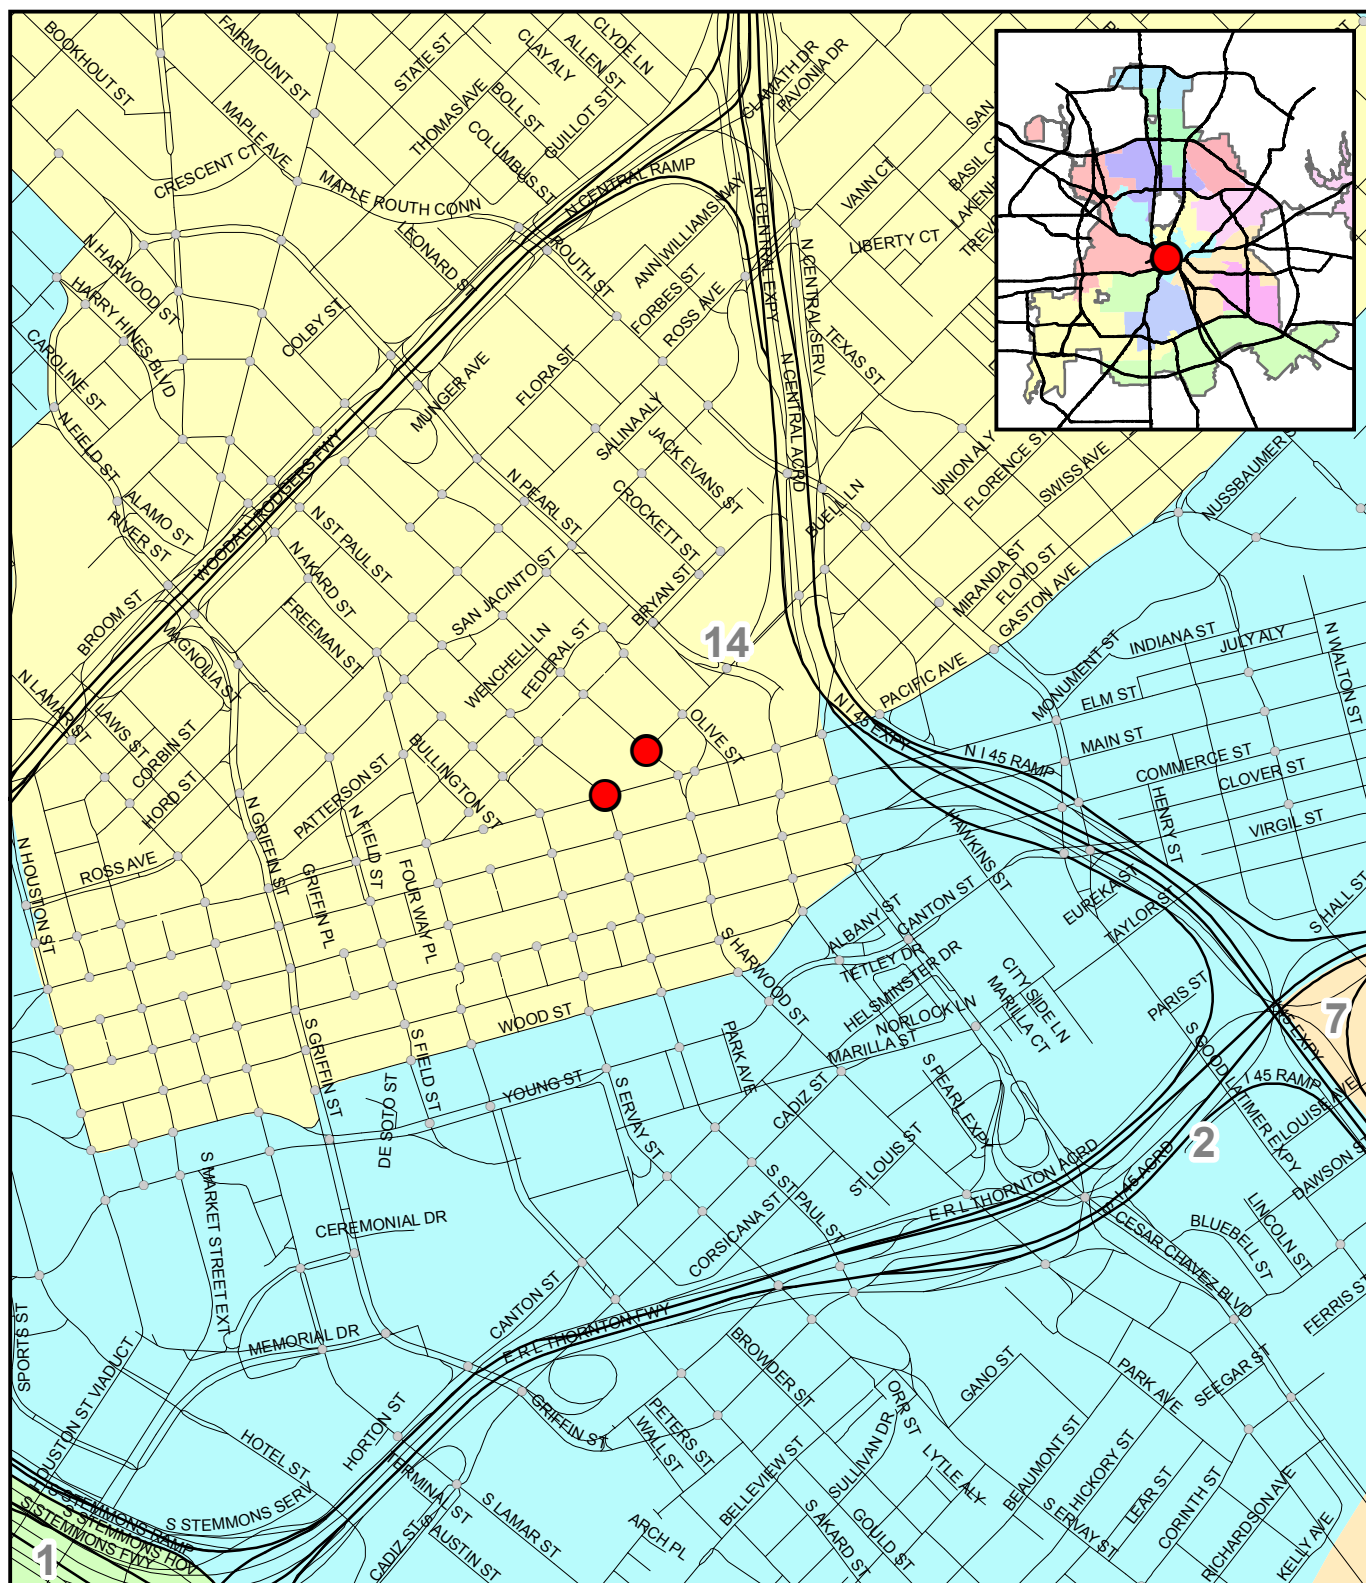 BOOKHOUT ST
FAIRMOUNT ST
STATE ST
CLAY ALY
ALLEN ST
CLYDE LN
CLAMATH DR
PAVONIA DR
THOMAS AVE
BOLL ST
COLUMBUS ST
GUILLOT ST
MAPLE AVE
CRESCENT CT
MAPLE ROUTH CONN
N CENTRAL RAMP
SAN
BASIL CT
VANN CT
LIBERTY CT
N HARWOOD ST
HARRY HINES BLVD
LEONARD ST
ROUTH ST
ANN WILLIAMS WAY
FORBES ST
ROSS AVE
N CENTRAL EXPY
N CENTRAL SERV
TEXAS ST
CAROLINE ST
COLBY ST
MUNGER AVE
FLORA ST
SALINA ALY
JACK EVANS ST
N CENTRAL ACRD
N FIELD ST
WOODALL RODGERS FWY
ALAMO ST
RIVER ST
N PEARL ST
CROCKETT ST
BUELL LN
UNION ALY
FLORENCE ST
SWISS AVE
NUSSBAUMER S
N ST PAUL ST
N AKARD ST
FREEMAN ST
SAN JACINTO ST
BRYAN ST
MIRANDA ST
FLOYD ST
GASTON AVE
BROOM ST
MAGNOLIA ST
WENCHELL LN
FEDERAL ST
14
PACIFIC AVE
MONUMENT ST
INDIANA ST
JULY ALY
N WALTON ST
N LAMAR ST
LAWS ST
CORBIN ST
HORD ST
PATTERSON ST
BULLINGTON ST
OLIVE ST
N I 45 EXPY
N I 45 RAMP
ELM ST
MAIN ST
COMMERCE ST
CLOVER ST
HENRY ST
VIRGIL ST
N HOUSTON ST
ROSS AVE
N GRIFFIN ST
GRIFFIN PL
N FIELD ST
FOUR WAY PL
HAWKINS ST
EUREKA ST
TAYLOR ST
S HALL ST
ALBANY ST
CANTON ST
TETLEY DR
HELSMINSTER DR
NORLOCK LN
MARILLA ST
CITY SIDE LN
MARILLA CT
PARIS ST
7
S HARWOOD ST
WOOD ST
PARK AVE
S GRIFFIN ST
S FIELD ST
DE SOTO ST
YOUNG ST
S ERVAY ST
CADIZ ST
S PEARL EXPY
S GOOD LATIMER EXPY
I 45 RAMP
LOUISE AVE
2
DAWSON S
S MARKET STREET EXT
CEREMONIAL DR
ST LOUIS ST
S ST PAUL ST
CORSICANA ST
E R L THORNTON ACRD
CESAR CHAVEZ BLVD
BLUEBELL ST
LINCOLN ST
FERRIS S
SPORTS ST
MEMORIAL DR
CANTON ST
E R L THORNTON FWY
BROWDER ST
GANO ST
PARK AVE
SEEGAR ST
HORTON ST
GRIFFIN ST
PETERS ST
WALL ST
ORR ST
SULLIVAN DR
BELLEVIEW ST
LYTLE ALY
BEAUMONT ST
HICKORY ST
HOTEL ST
TERMINAL ST
S LAMAR ST
S AUSTIN ST
CADIZ ST
ARCH PL
S AKARD ST
GOULD ST
S ERVAY ST
LEAR ST
CORINTH ST
RICHARDSON AVE
KELLY AVE
S STEMMONS SERV
S STEMMONS RAMP
S STEMMONS HOV
S STEMMONS FWY
1